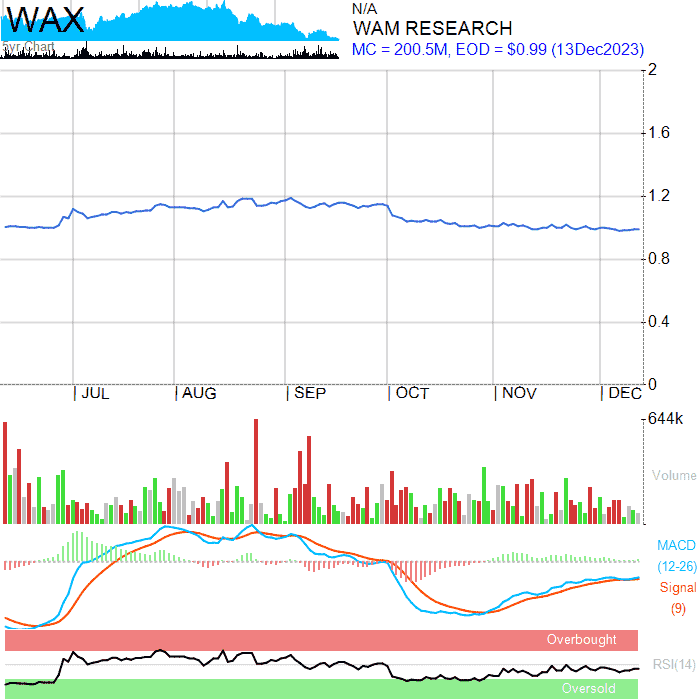 WAX
5yr Chart
N/A
WAM RESEARCH
MC = 200.5M, EOD = $0.99 (13Dec2023)
2
1.6
1.2
0.8
0.4
0
JUL AUG SEP OCT NOV DEC
644k
Volume
MACD
(12-26)
Signal
(9)
Overbought
RSI(14)
Oversold